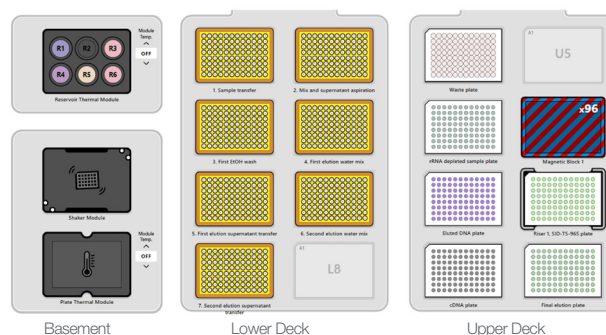 Module
Temp.
OFF
R1
R2
R3
R4
R5
R6
Reservoir Thermal Module
Shaker Module
Module
Temp.
OFF
Plate Thermal Module
Basement
1. Sample transfer
2. Mix and supernatant aspiration
3. First EtOH wash
4. First elution water mix
5. First elution supernatant transfer
6. Second elution water mix
7. Second elution supernatant
transfer
A1
L8
Lower Deck
Waste plate
A1
U5
rRNA depleted sample plate
x96
Magnetic Block 1
Eluted DNA plate
Riser 1, SID-TS-96S plate
cDNA plate
Final elution plate
Upper Deck